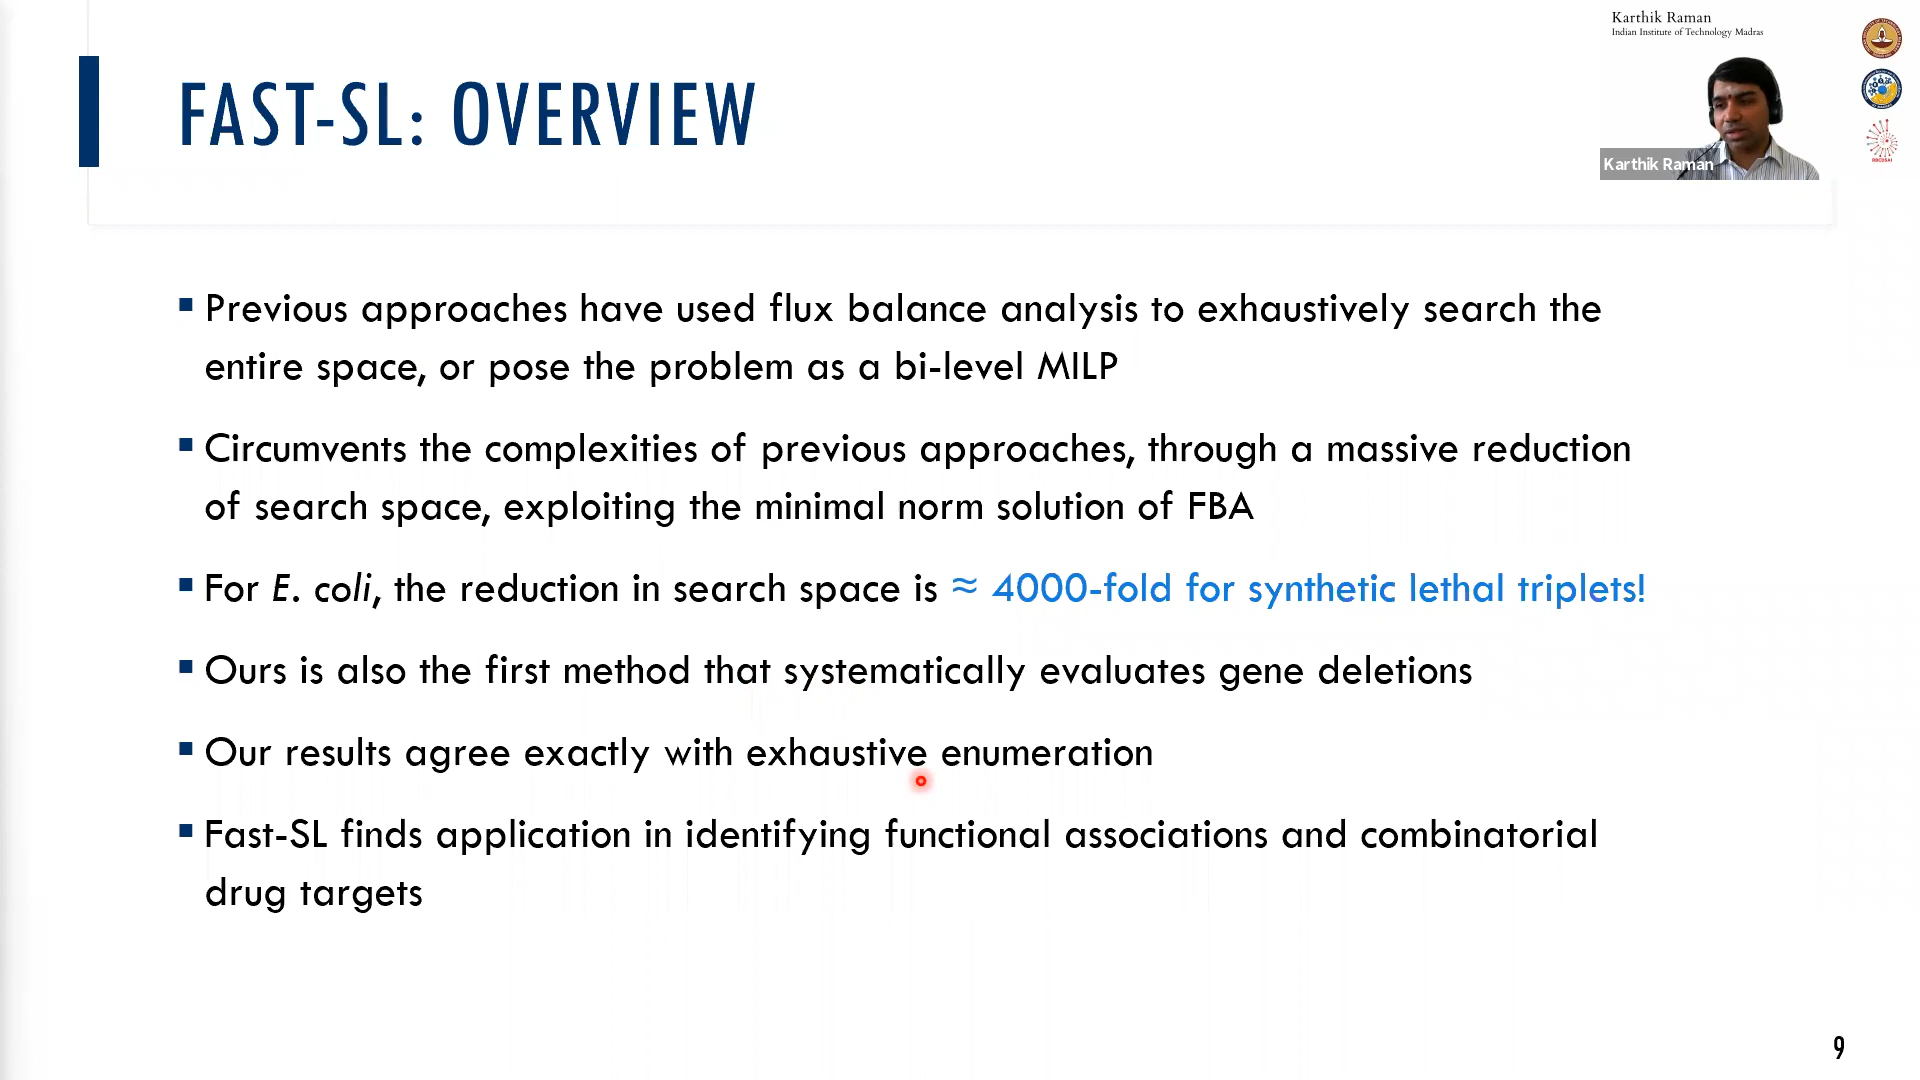 Karthik Raman
Indian Institute of Technology Madras
FAST-SL: OVERVIEW
Karthik Raman
RBCDSAI
▪ Previous approaches have used flux balance analysis to exhaustively search the
entire space, or pose the problem as a bi-level MILP
▪ Circumvents the complexities of previous approaches, through a massive reduction
of search space, exploiting the minimal norm solution of FBA
▪ For E. coli, the reduction in search space is ≈ 4000-fold for synthetic lethal triplets!
▪ Ours is also the first method that systematically evaluates gene deletions
▪ Our results agree exactly with exhaustive enumeration
▪ Fast-SL finds application in identifying functional associations and combinatorial
drug targets
9